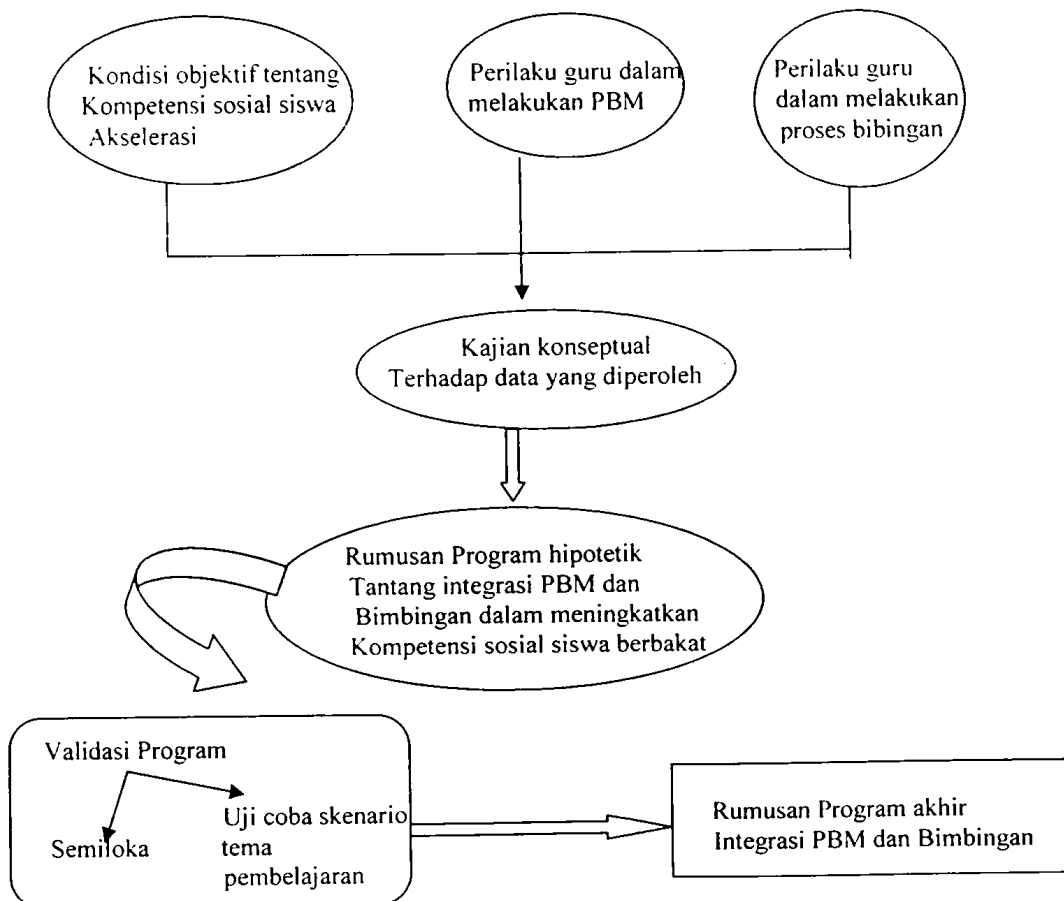 Kondisi objektif tentang
Kompetensi sosial siswa
Akselerasi
Perilaku guru dalam
melakukan PBM
Perilaku guru
dalam melakukan
proses bibingan
Kajian konseptual
Terhadap data yang diperoleh
Rumusan Program hipotetik
Tantang integrasi PBM dan
Bimbingan dalam meningkatkan
Kompetensi sosial siswa berbakat
Validasi Program
Semiloka
Uji coba skenario
tema
pembelajaran
Rumusan Program akhir
Integrasi PBM dan Bimbingan